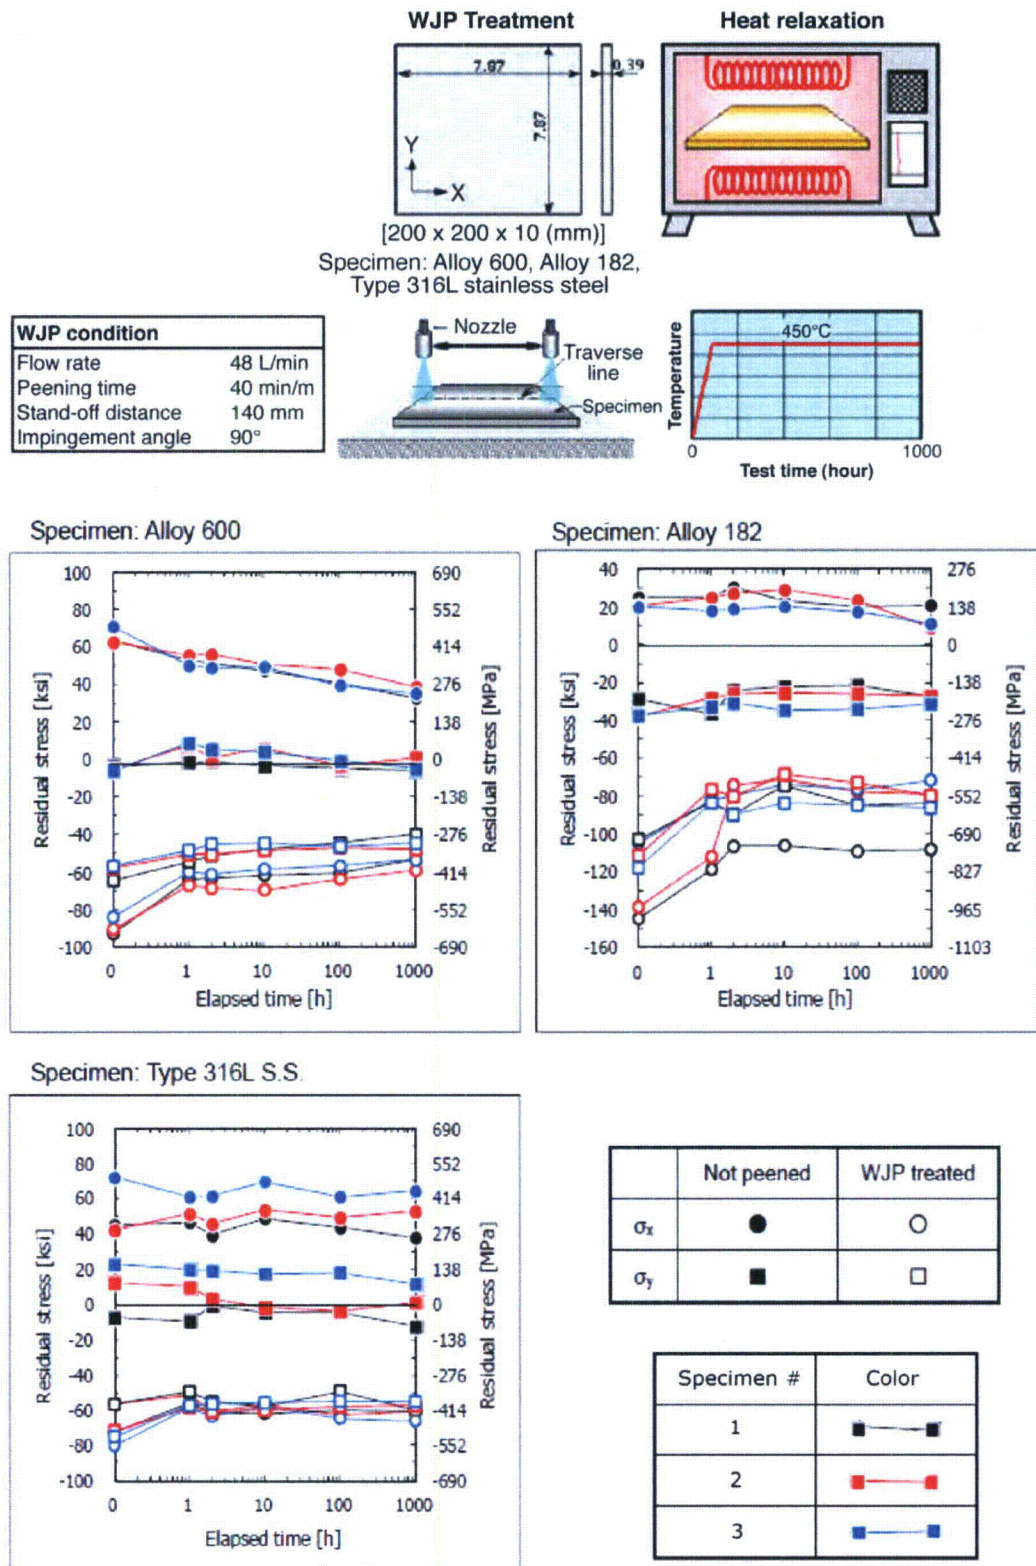 WJP Treatment
Heat relaxation
7.87
0.39
7.87
Y
X
[200 x 200 x 10 (mm)]
Specimen: Alloy 600, Alloy 182,
Type 316L stainless steel
WJP condition
Flow rate 48 L/min
Peening time 40 min/m
Stand-off distance 140 mm
Impingement angle 90°
Nozzle
Traverse
line
Specimen
Temperature
450°C
0 1000
Test time (hour)
Specimen: Alloy 600
Residual stress [ksi]
100
80
60
40
20
0
-20
-40
-60
-80
-100
690
552
414
276
138
0
-138
-276
-414
-552
-690
Residual stress [MPa]
0 1 10 100 1000
Elapsed time [h]
Specimen: Alloy 182
Residual stress [ksi]
40
20
0
-20
-40
-60
-80
-100
-120
-140
-160
276
138
0
-138
-276
-414
-552
-690
-827
-965
-1103
Residual stress [MPa]
0 1 10 100 1000
Elapsed time [h]
Specimen: Type 316L S.S.
Residual stress [ksi]
100
80
60
40
20
0
-20
-40
-60
-80
-100
690
552
414
276
138
0
-138
-276
-414
-552
-690
Residual stress [MPa]
0 1 10 100 1000
Elapsed time [h]
Not peened WJP treated
σx
σy
Specimen # Color
1
2
3